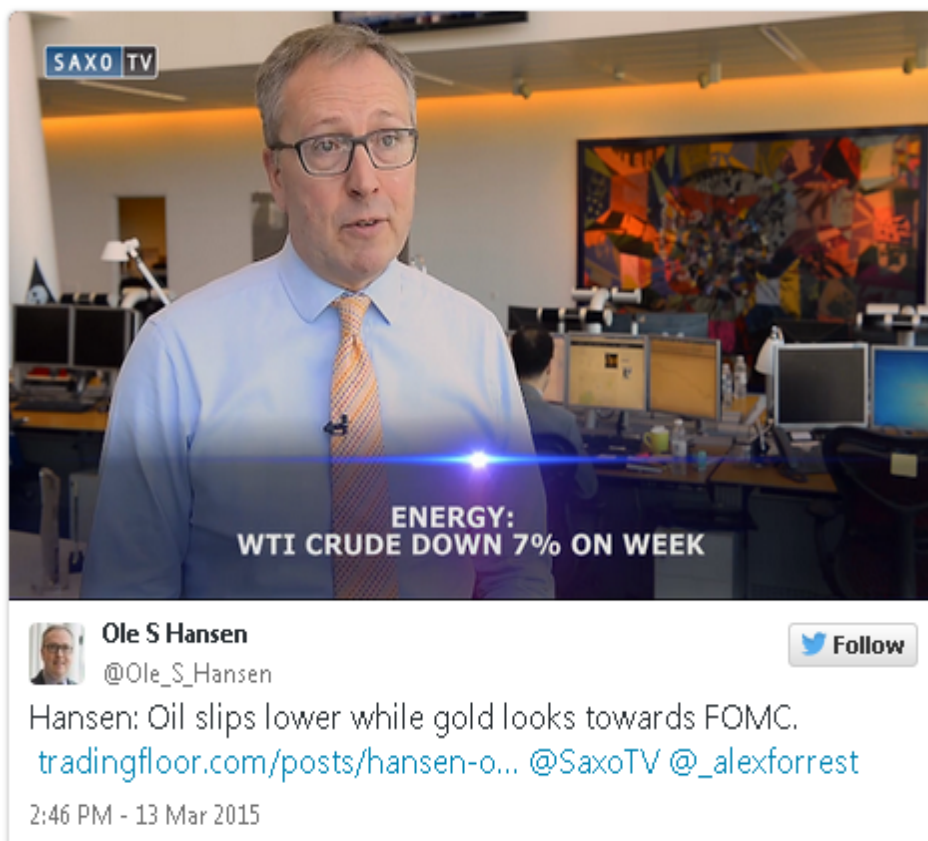 SAXO TV
ENERGY:
WTI CRUDE DOWN 7% ON WEEK
Ole S Hansen
Follow
@Ole_S_Hansen
Hansen: Oil slips lower while gold looks towards FOMC.
tradingfloor.com/posts/hansen-o... @SaxoTV @_alexforrest
2:46 PM - 13 Mar 2015